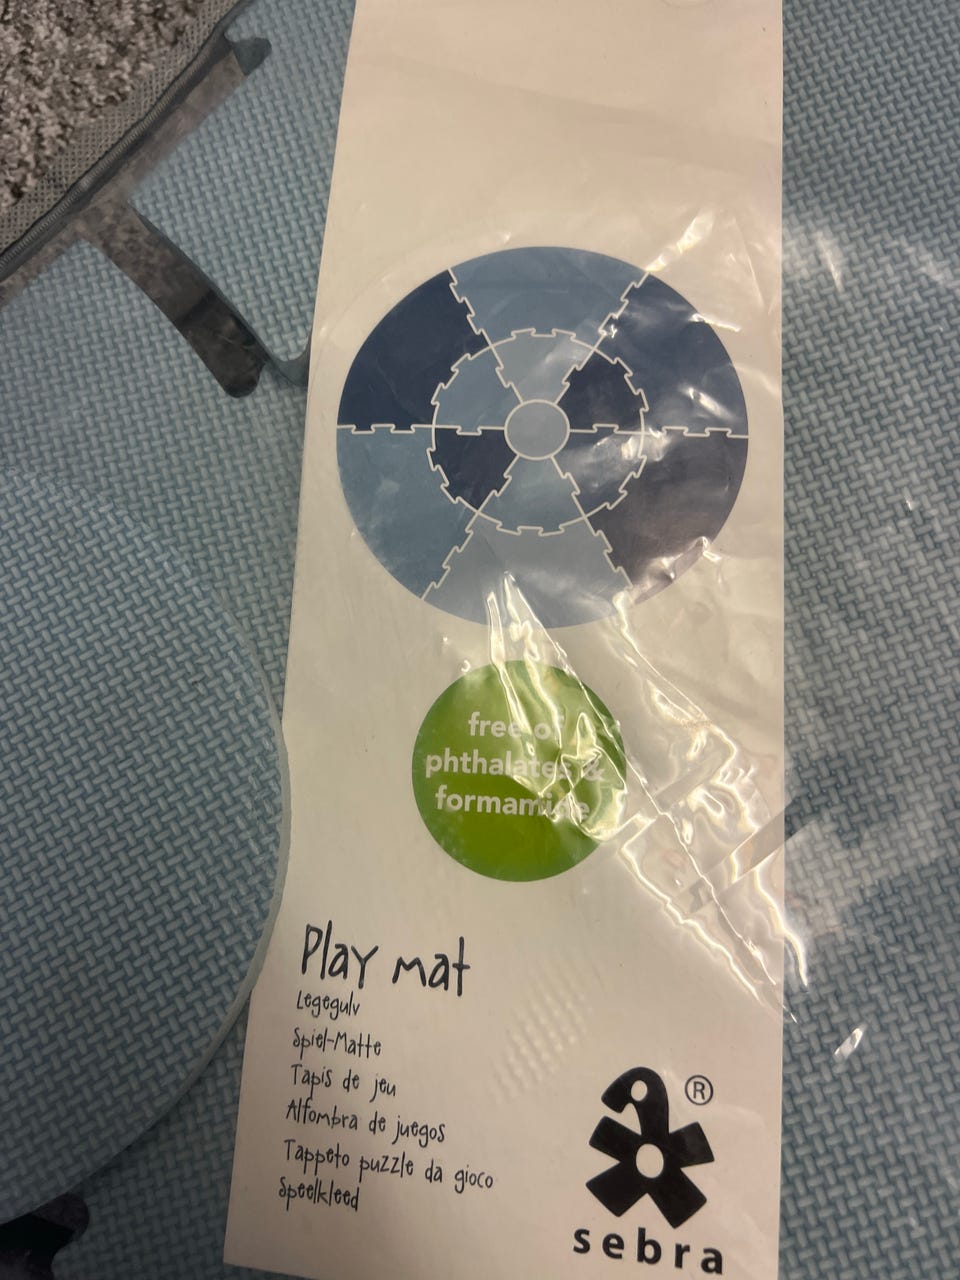 free of
phthalates &
formamide
Play mat
Legegulv
Spiel-Matte
Tapis de jeu
Alfombra de juegos
Tappeto puzzle da gioco
Speelkleed
®
sebra